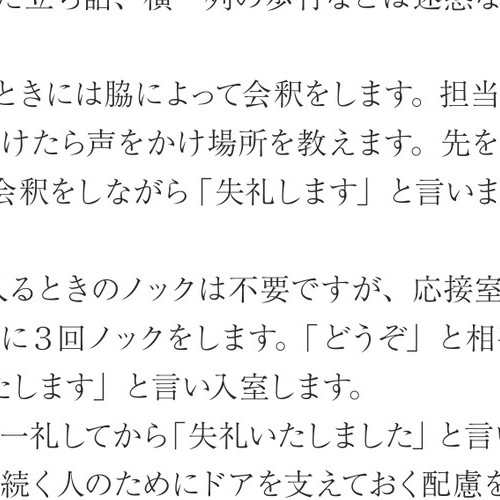 立ち話、横一列の歩行などは迷惑な
ときには脇によって会釈をします。担当
けたら声をかけ場所を教えます。先を
会釈をしながら「失礼します」と言いま
入るときのノックは不要ですが、応接室
に３回ノックをします。「どうぞ」と相
たします」と言い入室します。
一礼してから「失礼いたしました」と言い
続く人のためにドアを支えておく配慮を